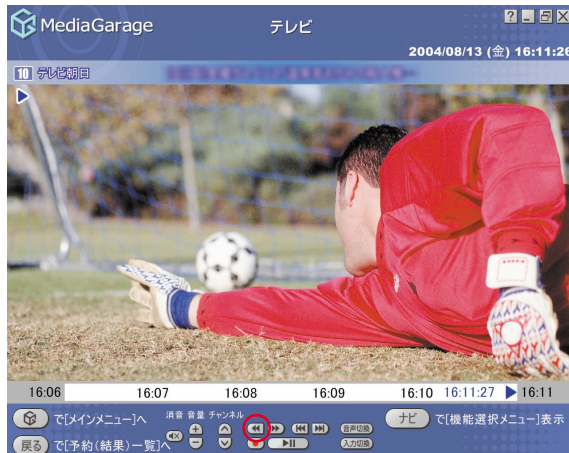 MediaGarage
テレビ
2004/08/13 (金) 16:11:26
10 テレビ朝日
16:06 16:07 16:08 16:09 16:10 16:11:27 16:11
で[メインメニュー]へ 消音 音量 チャンネル 音声切換 ナビ で[機能選択メニュー]表示
戻る で[予約(結果)一覧]へ 入力切換